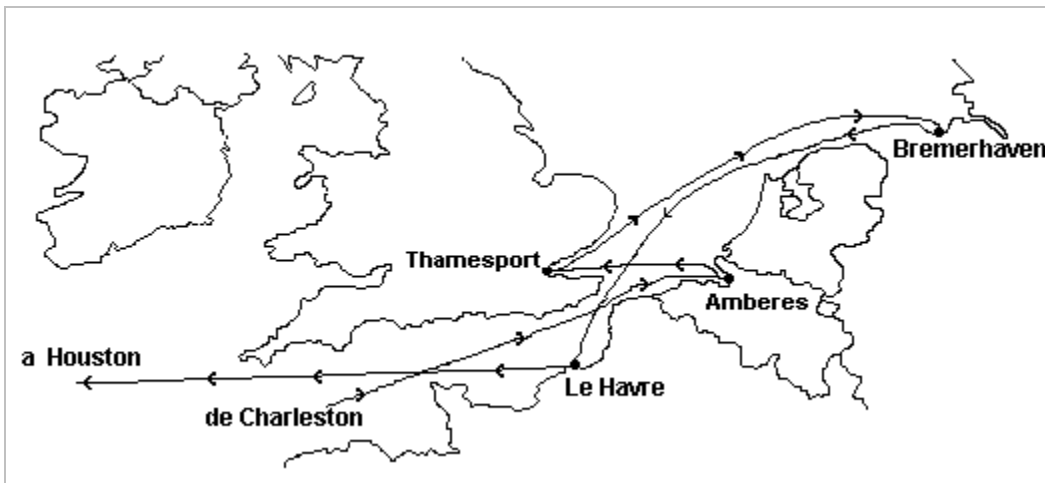 Bremerhaven
Thamesport
Amberes
a Houston
Le Havre
de Charleston